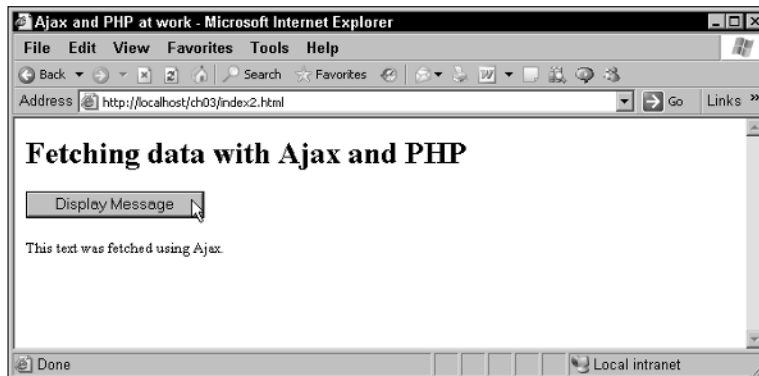 Ajax and PHP at work - Microsoft Internet Explorer
File Edit View Favorites Tools Help
Back Search Favorites
Address http://localhost/ch03/index2.html Go Links »
Fetching data with Ajax and PHP
Display Message
This text was fetched using Ajax.
Done Local intranet